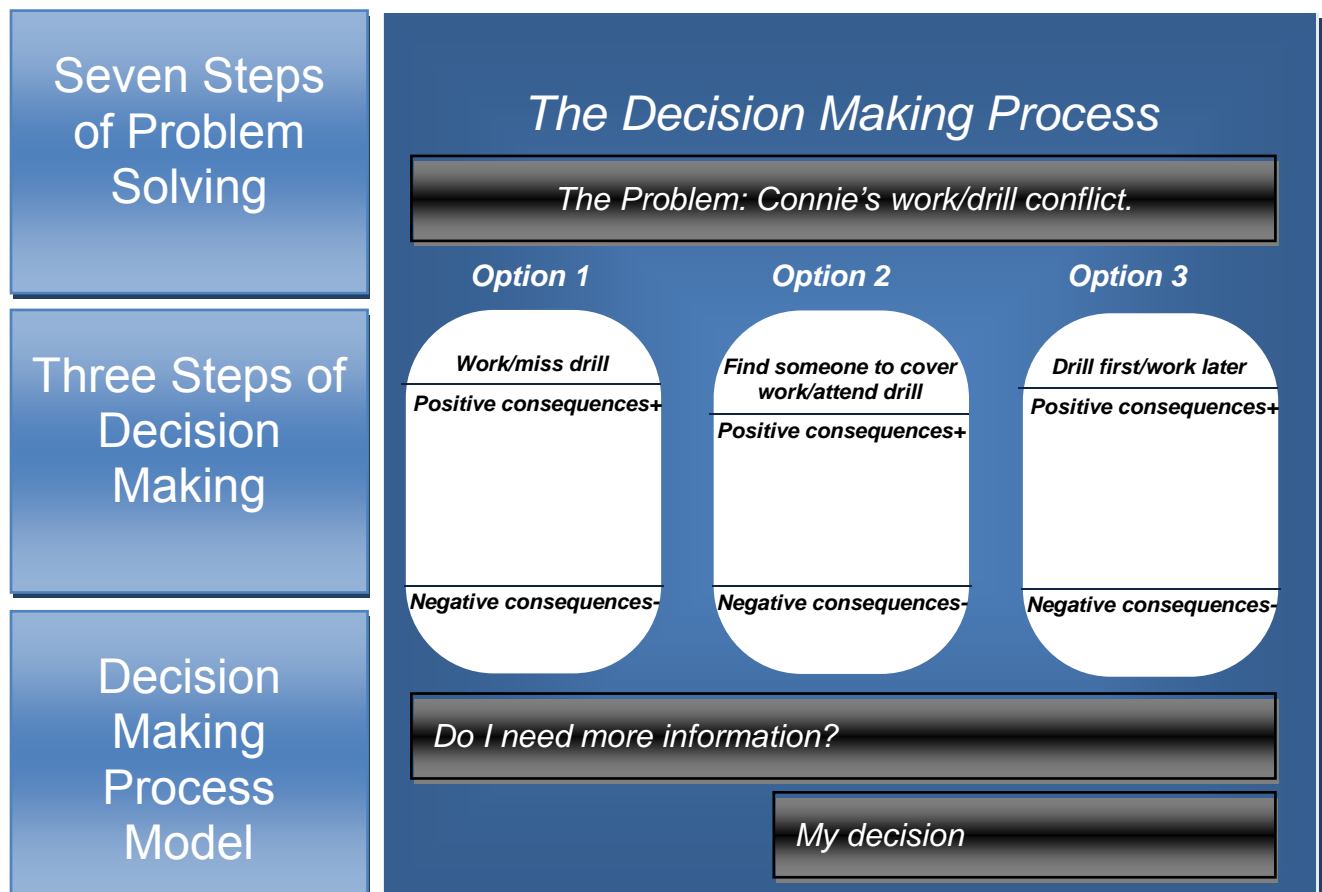 Seven Steps
of Problem
Solving
Three Steps of
Decision
Making
Decision
Making
Process
Model
The Decision Making Process
The Problem: Connie’s work/drill conflict.
Option 1
Work/miss drill
Positive consequences+
Negative consequences-
Option 2
Find someone to cover
work/attend drill
Positive consequences+
Negative consequences-
Option 3
Drill first/work later
Positive consequences+
Negative consequences-
Do I need more information?
My decision